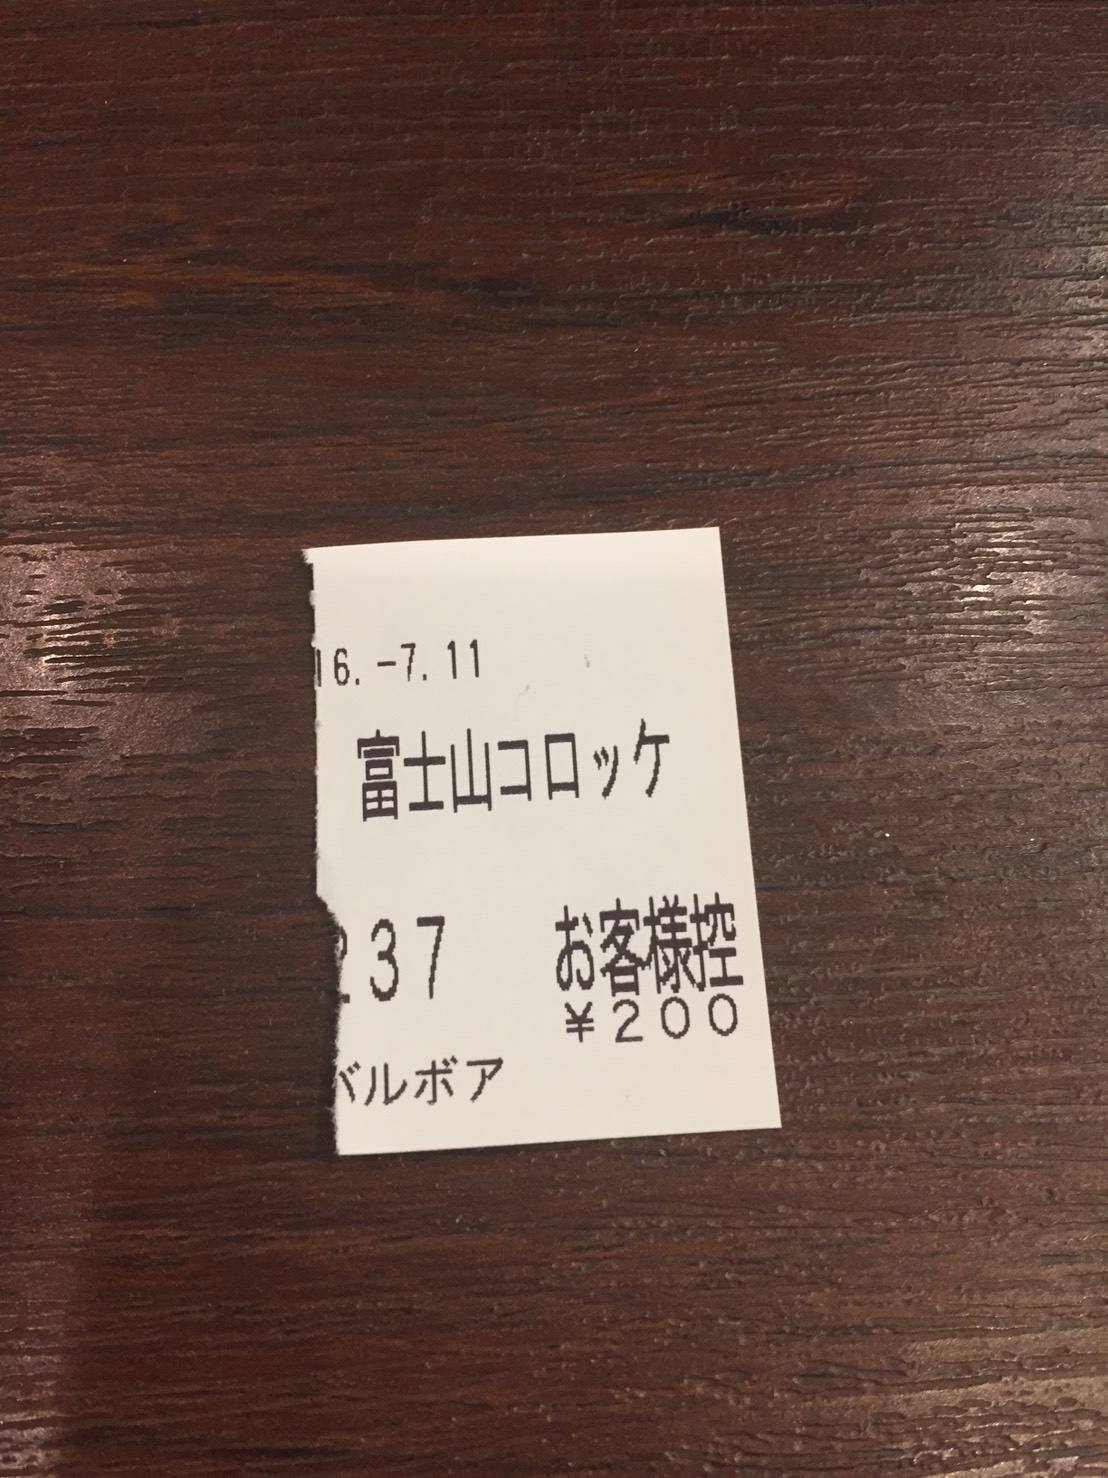 16.-7.11
富士山コロッケ
37 お客様控
¥200
バルボア